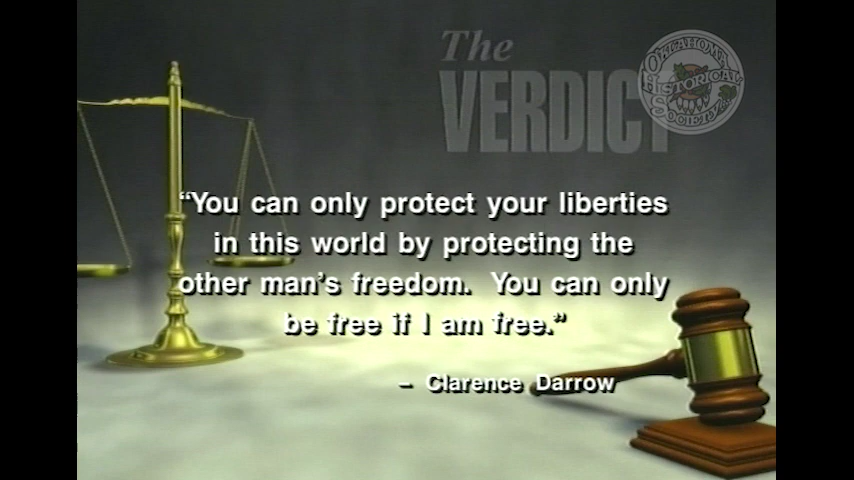 The
VERDICT
OKLAHOMA
HISTORICAL
SOCIETY
“You can only protect your liberties
in this world by protecting the
other man’s freedom.  You can only
be free if I am free.”
– Clarence Darrow